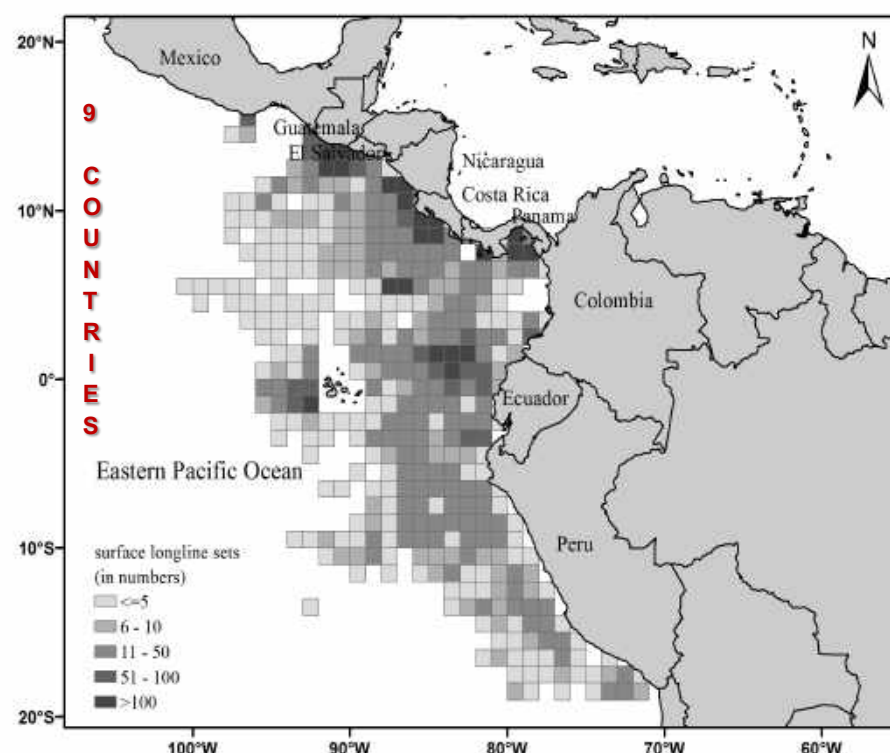 20°N
N
Mexico
9
COUNTRIES
Guatemala
El Salvador
Nicaragua
10°N
Costa Rica
Panama
Colombia
0°
Ecuador
Eastern Pacific Ocean
Peru
10°S
surface longline sets
(in numbers)
<=5
6 - 10
11 - 50
51 - 100
>100
20°S
100°W
90°W
80°W
70°W
60°W